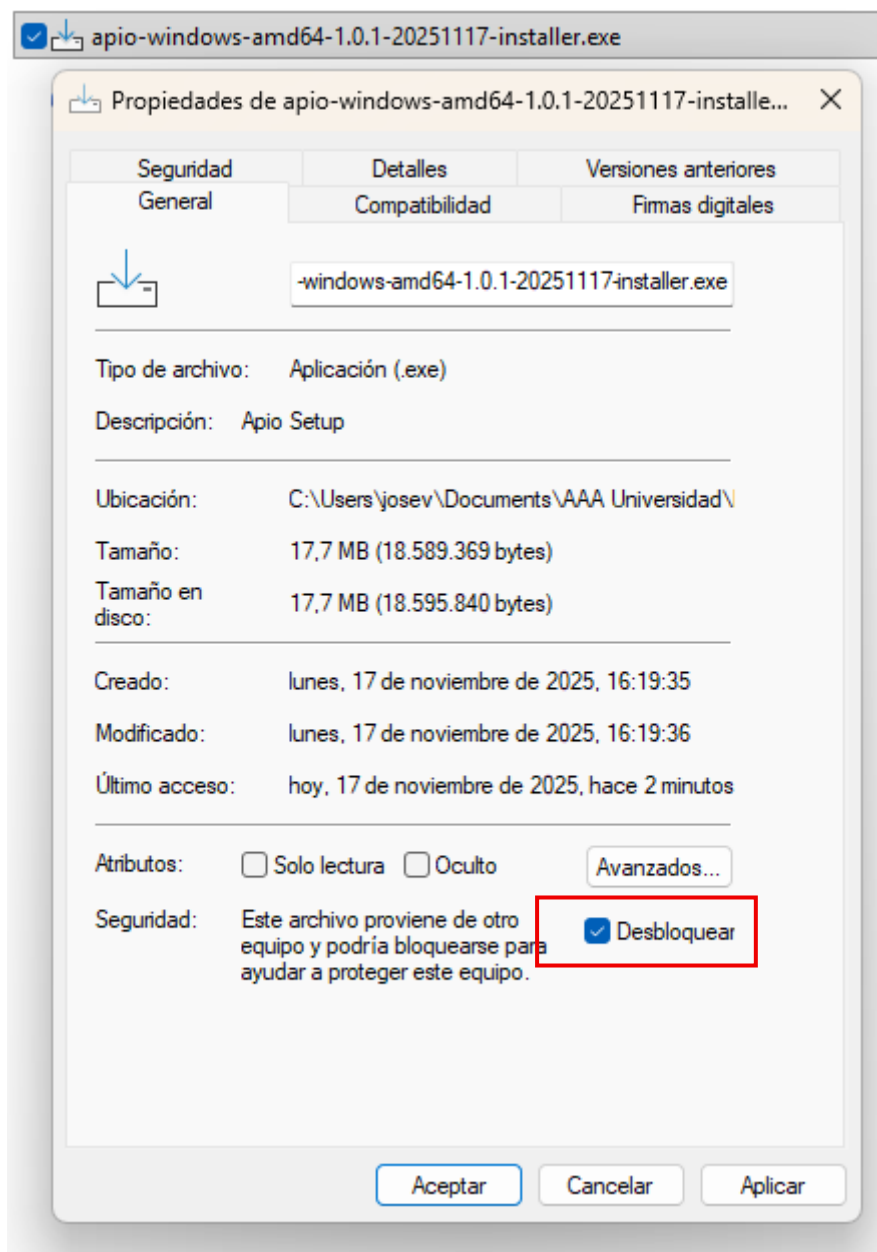 apio-windows-amd64-1.0.1-20251117-installer.exe
Propiedades de apio-windows-amd64-1.0.1-20251117-installe...
Seguridad Detalles Versiones anteriores
General Compatibilidad Firmas digitales
-windows-amd64-1.0.1-20251117-installer.exe
Tipo de archivo: Aplicación (.exe)
Descripción: Apio Setup
Ubicación: C:\Users\josev\Documents\AAA Universidad\
Tamaño: 17,7 MB (18.589.369 bytes)
Tamaño en
disco: 17,7 MB (18.595.840 bytes)
Creado: lunes, 17 de noviembre de 2025, 16:19:35
Modificado: lunes, 17 de noviembre de 2025, 16:19:36
Último acceso: hoy, 17 de noviembre de 2025, hace 2 minutos
Atributos: Solo lectura Oculto Avanzados...
Seguridad: Este archivo proviene de otro
equipo y podría bloquearse para
ayudar a proteger este equipo.
Desbloquear
Aceptar Cancelar Aplicar